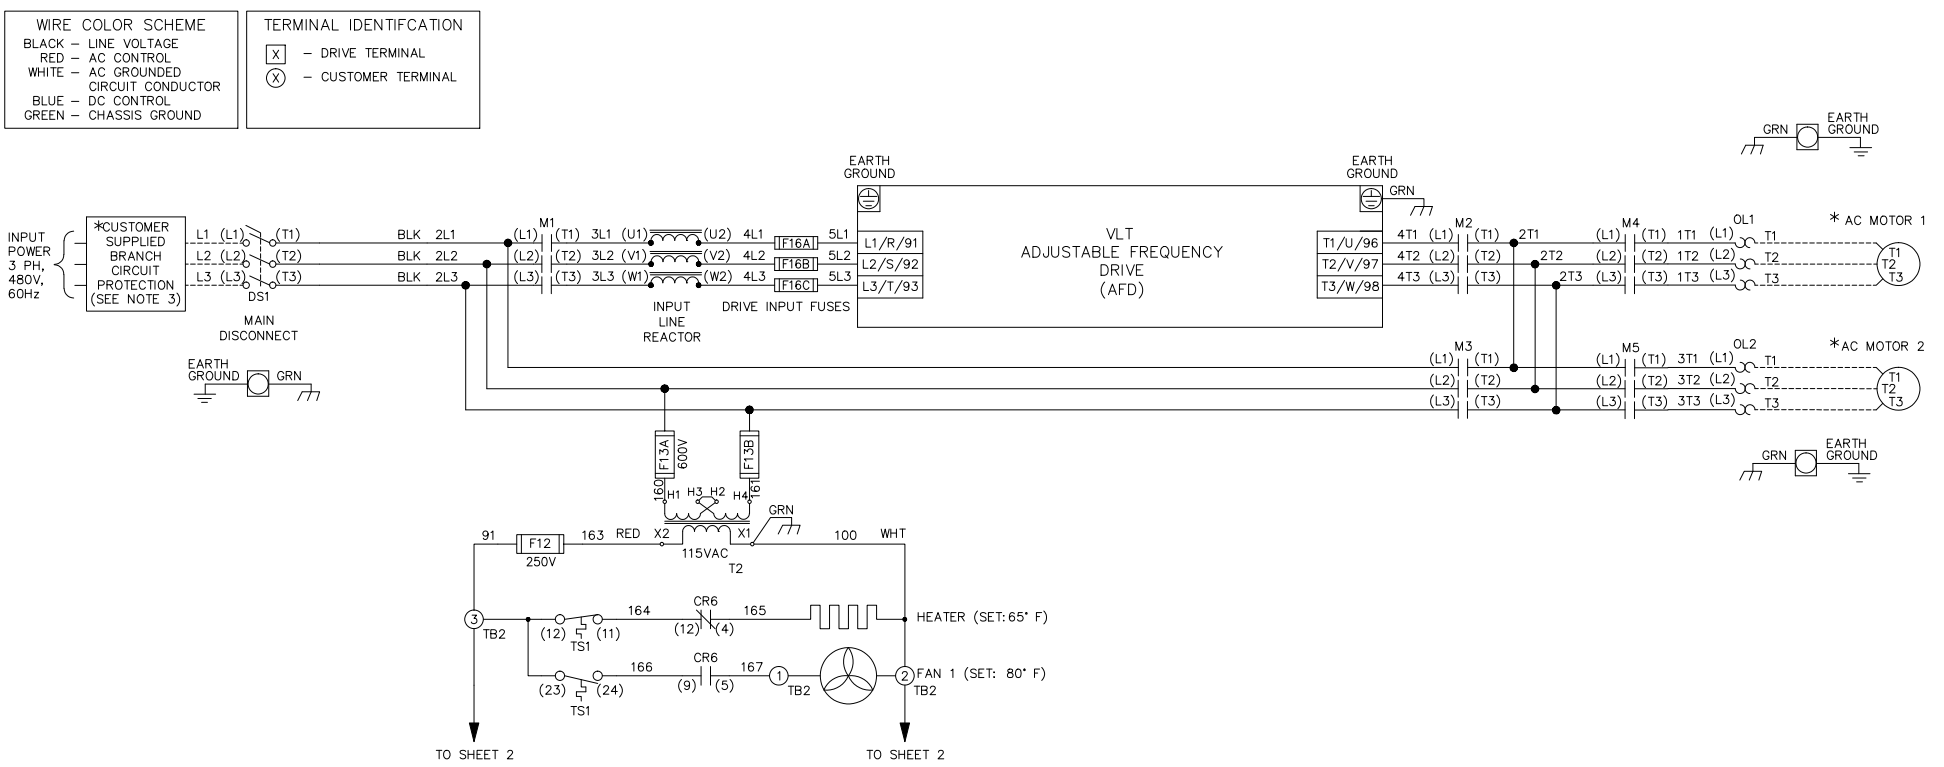 WIRE COLOR SCHEME
BLACK – LINE VOLTAGE
RED – AC CONTROL
WHITE – AC GROUNDED
CIRCUIT CONDUCTOR
BLUE – DC CONTROL
GREEN – CHASSIS GROUND
TERMINAL IDENTIFCATION
X – DRIVE TERMINAL
X – CUSTOMER TERMINAL
INPUT
POWER
3 PH,
480V,
60Hz
*CUSTOMER
SUPPLIED
BRANCH
CIRCUIT
PROTECTION
(SEE NOTE 3)
L1 (L1) (T1) BLK 2L1 (L1) M1 (T1) 3L1 (U1) (U2) 4L1 F16A 5L1 L1/R/91
L2 (L2) (T2) BLK 2L2 (L2) (T2) 3L2 (V1) (V2) 4L2 F16B 5L2 L2/S/92
L3 (L3) (T3) BLK 2L3 (L3) (T3) 3L3 (W1) (W2) 4L3 F16C 5L3 L3/T/93
DS1
MAIN
DISCONNECT
INPUT
LINE
REACTOR
DRIVE INPUT FUSES
EARTH
GROUND
VLT
ADJUSTABLE FREQUENCY
DRIVE
(AFD)
EARTH
GROUND
GRN
GRN
EARTH
GROUND
T1/U/96 4T1 (L1) M2 (T1) 2T1 (L1) M4 (T1) 1T1 (L1) OL1 T1
T2/V/97 4T2 (L2) (T2) 2T2 (L2) (T2) 1T2 (L2) T2
T3/W/98 4T3 (L3) (T3) 2T3 (L3) (T3) 1T3 (L3) T3
* AC MOTOR 1
T1
T2
T3
EARTH
GROUND
GRN
(L1) M3 (T1) (L1) M5 (T1) 3T1 (L1) OL2 T1
(L2) (T2) (L2) (T2) 3T2 (L2) T2
(L3) (T3) (L3) (T3) 3T3 (L3) T3
* AC MOTOR 2
T1
T2
T3
GRN
EARTH
GROUND
F13A
600V
F13B
160
H1 H3 H2 H4
161
GRN
91 F12 163 RED X2 X1 100 WHT
250V
115VAC
T2
3
TB2
(12) (11)
TS1
164
CR6
(12) (4)
165
HEATER (SET:65° F)
(23) (24)
TS1
166
CR6
(9) (5)
167
1
TB2
2
TB2
FAN 1 (SET: 80° F)
TO SHEET 2
TO SHEET 2